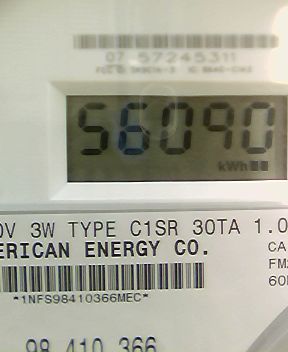 07 57245311
56090
kWh
0V 3W TYPE C1SR 30TA 1.0
ERICAN ENERGY CO.
CA
FM2
60
*1NFS98410366MEC*
98 410 366